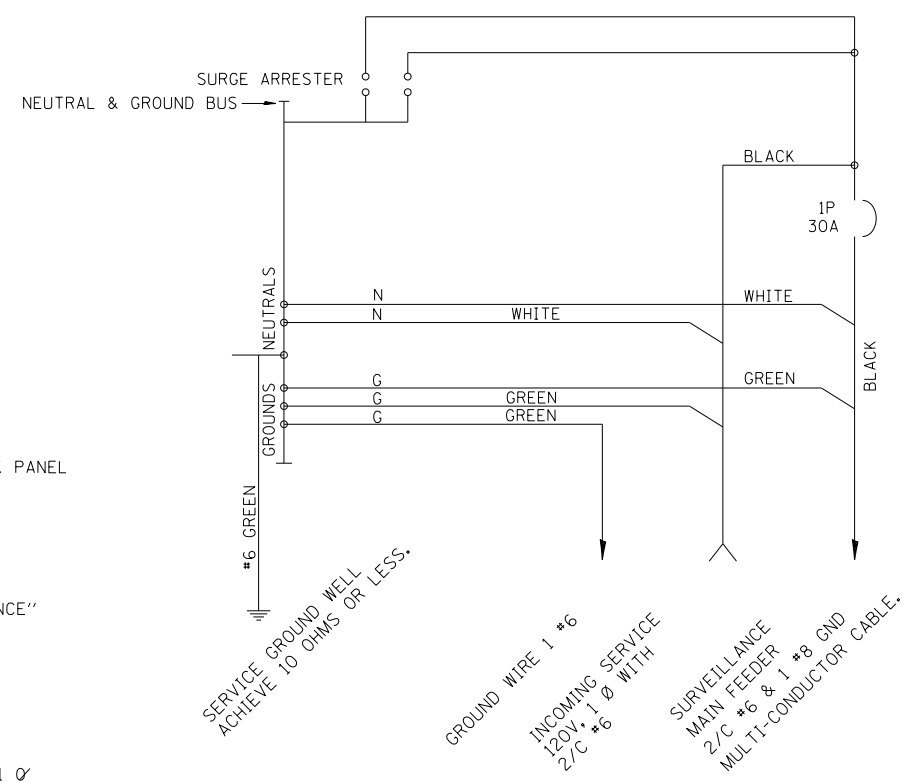 SURGE ARRESTER
NEUTRAL & GROUND BUS
BLACK
1P
30A
NEUTRALS
N
WHITE
N
WHITE
BLACK
G
GREEN
G
GREEN
G
GREEN
GROUNDS
PANEL
#6 GREEN
NCE"
SERVICE GROUND WELL
ACHIEVE 10 OHMS OR LESS.
GROUND WIRE 1 #6
INCOMING SERVICE
120V, 1 Ø WITH
2/C #6
SURVEILLANCE
MAIN FEEDER
2/C #6 & 1 #8 GND
MULTI-CONDUCTOR CABLE.
Ø